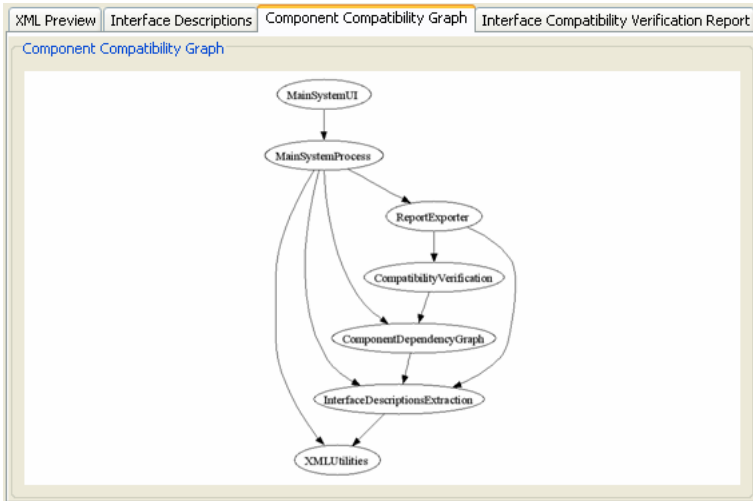 XML Preview
Interface Descriptions
Component Compatibility Graph
Interface Compatibility Verification Report
Component Compatibility Graph
MainSystemUI
MainSystemProcess
ReportExporter
CompatibilityVerification
ComponentDependencyGraph
InterfaceDescriptionsExtraction
XMLUtilities